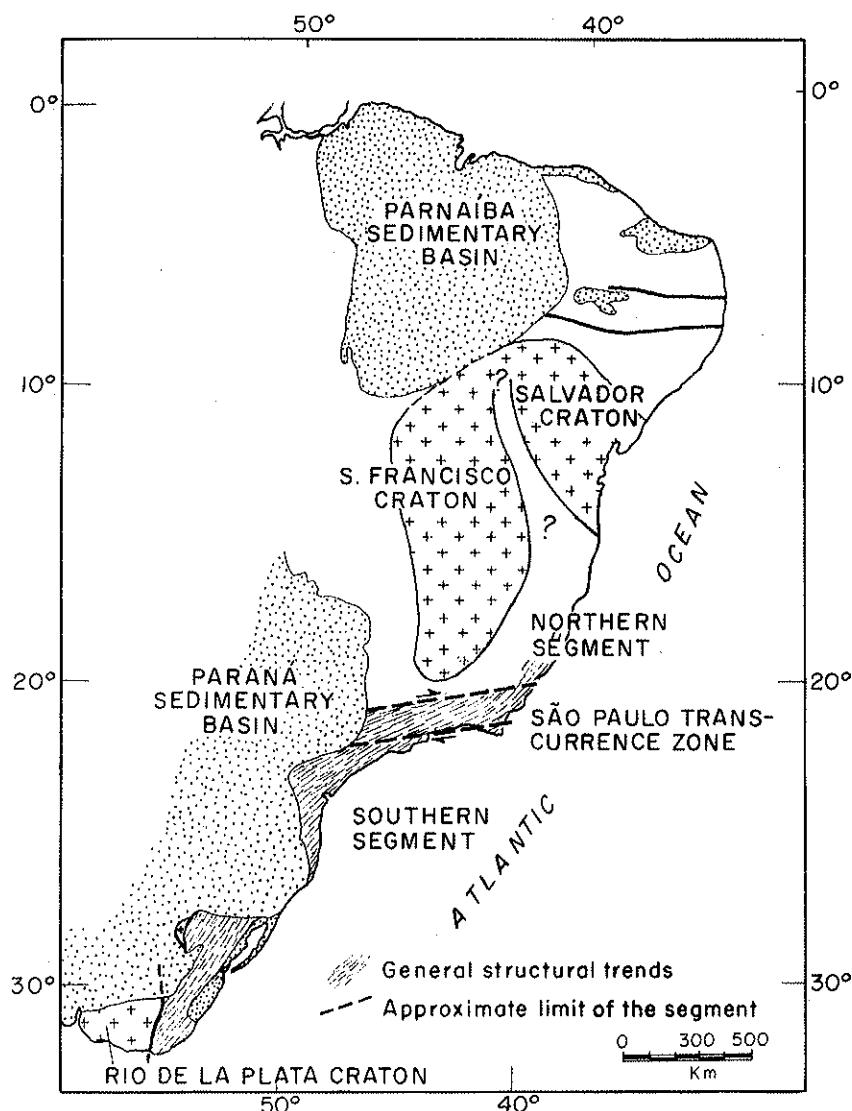 50°
40°
0°
0°
PARNAÍBA
SEDIMENTARY
BASIN
10°
10°
?
SALVADOR
CRATON
S. FRANCISCO
CRATON
?
OCEAN
NORTHERN
SEGMENT
PARANÁ
SEDIMENTARY
BASIN
20°
20°
SÃO PAULO TRANS-
CURRENCE ZONE
SOUTHERN
SEGMENT
ATLANTIC
General structural trends
30°
30°
Approximate limit of the segment
0 300 500
Km
RIO DE LA PLATA CRATON
50°
40°